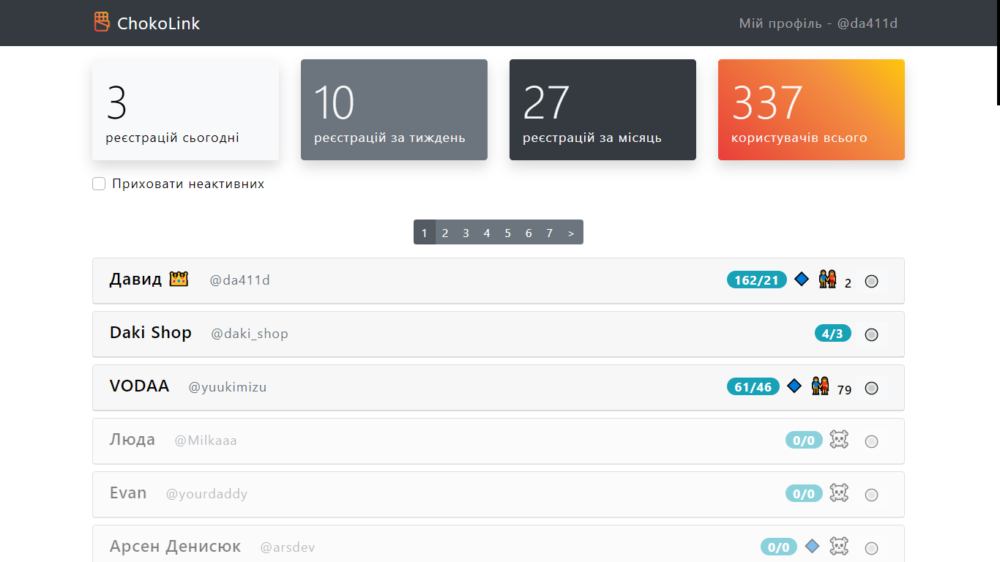 ChokoLink
Мій профіль - @da411d
3
реєстрацій сьогодні
10
реєстрацій за тиждень
27
реєстрацій за місяць
337
користувачів всього
Приховати неактивних
1 2 3 4 5 6 7 >
Давид 👑 @da411d 162/21 2
Daki Shop @daki_shop 4/3
VODAA @yuukimizu 61/46 79
Люда @Milkaaa 0/0
Evan @yourdaddy 0/0
Арсен Денисюк @arsdev 0/0